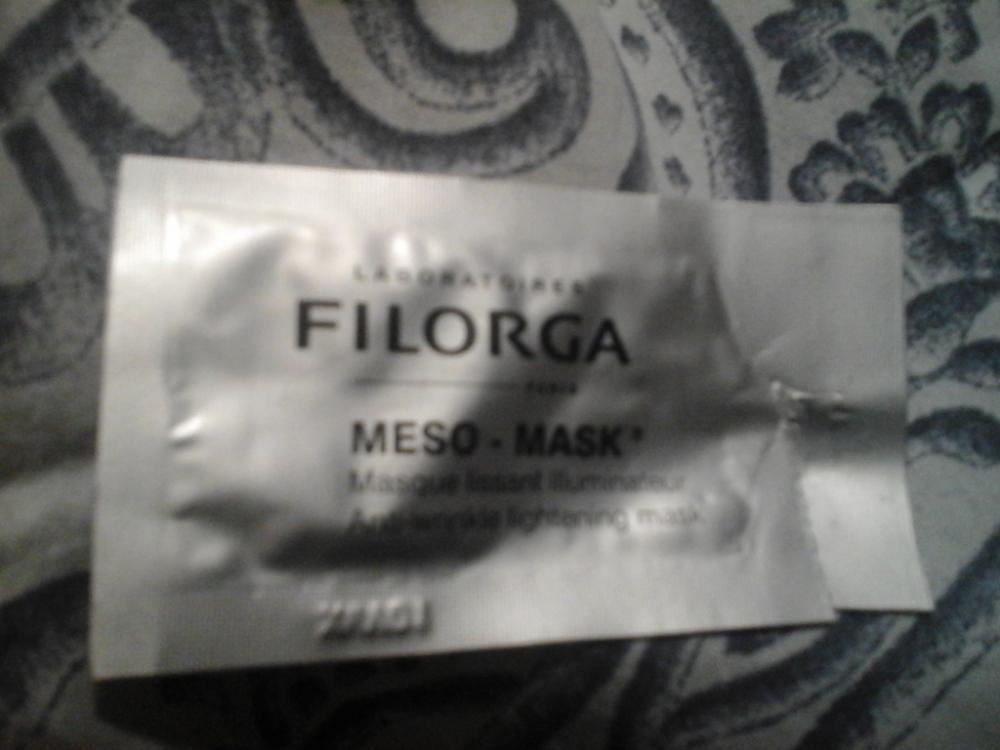 LABORATOIRES
FILORGA
PARIS
MESO - MASK®
Masque lissant illuminateur
Anti-wrinkle lightening mask